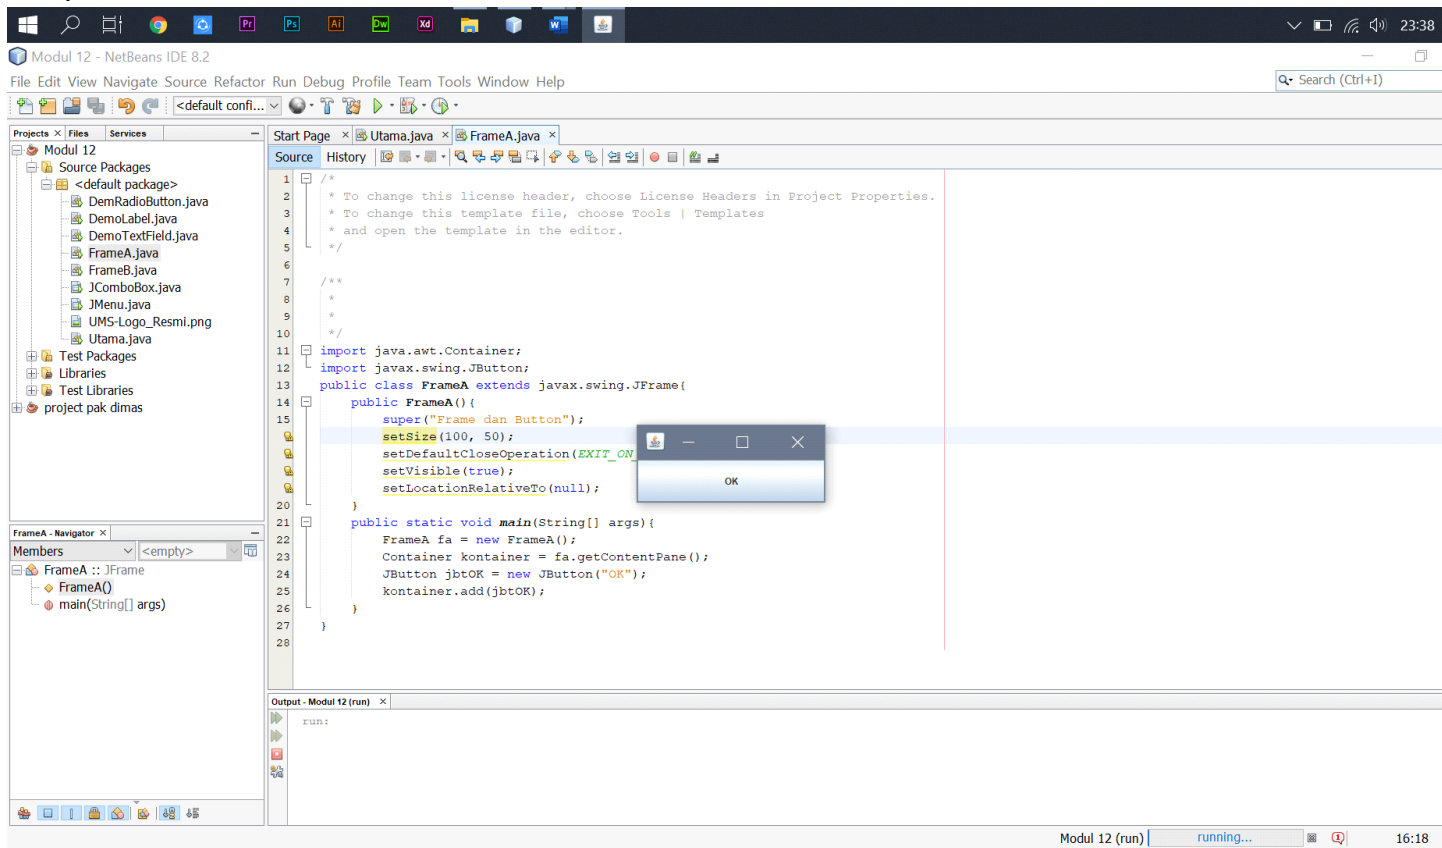 Pr Ps Ai Dw Xd W 23:38
Modul 12 - NetBeans IDE 8.2
File Edit View Navigate Source Refactor Run Debug Profile Team Tools Window Help
Search (Ctrl+I)
<default confi...
Projects × Files Services
Modul 12
Source Packages
<default package>
DemRadioButton.java
DemoLabel.java
DemoTextField.java
FrameA.java
FrameB.java
JComboBox.java
JMenu.java
UMS-Logo_Resmi.png
Utama.java
Test Packages
Libraries
Test Libraries
project pak dimas
FrameA - Navigator ×
Members <empty>
FrameA :: JFrame
FrameA()
main(String[] args)
Start Page × Utama.java × FrameA.java ×
Source History
1 /*
2 * To change this license header, choose License Headers in Project Properties.
3 * To change this template file, choose Tools | Templates
4 * and open the template in the editor.
5 */
6
7 /**
8 *
9 *
10 */
11 import java.awt.Container;
12 import javax.swing.JButton;
13 public class FrameA extends javax.swing.JFrame{
14 public FrameA(){
15 super("Frame dan Button");
setSize(100, 50);
setDefaultCloseOperation(EXIT_ON_
setVisible(true);
setLocationRelativeTo(null);
20 }
21 public static void main(String[] args){
22 FrameA fa = new FrameA();
23 Container kontainer = fa.getContentPane();
24 JButton jbtOK = new JButton("OK");
25 kontainer.add(jbtOK);
26 }
27 }
28
OK
Output - Modul 12 (run) ×
run:
Modul 12 (run) running... 1 16:18